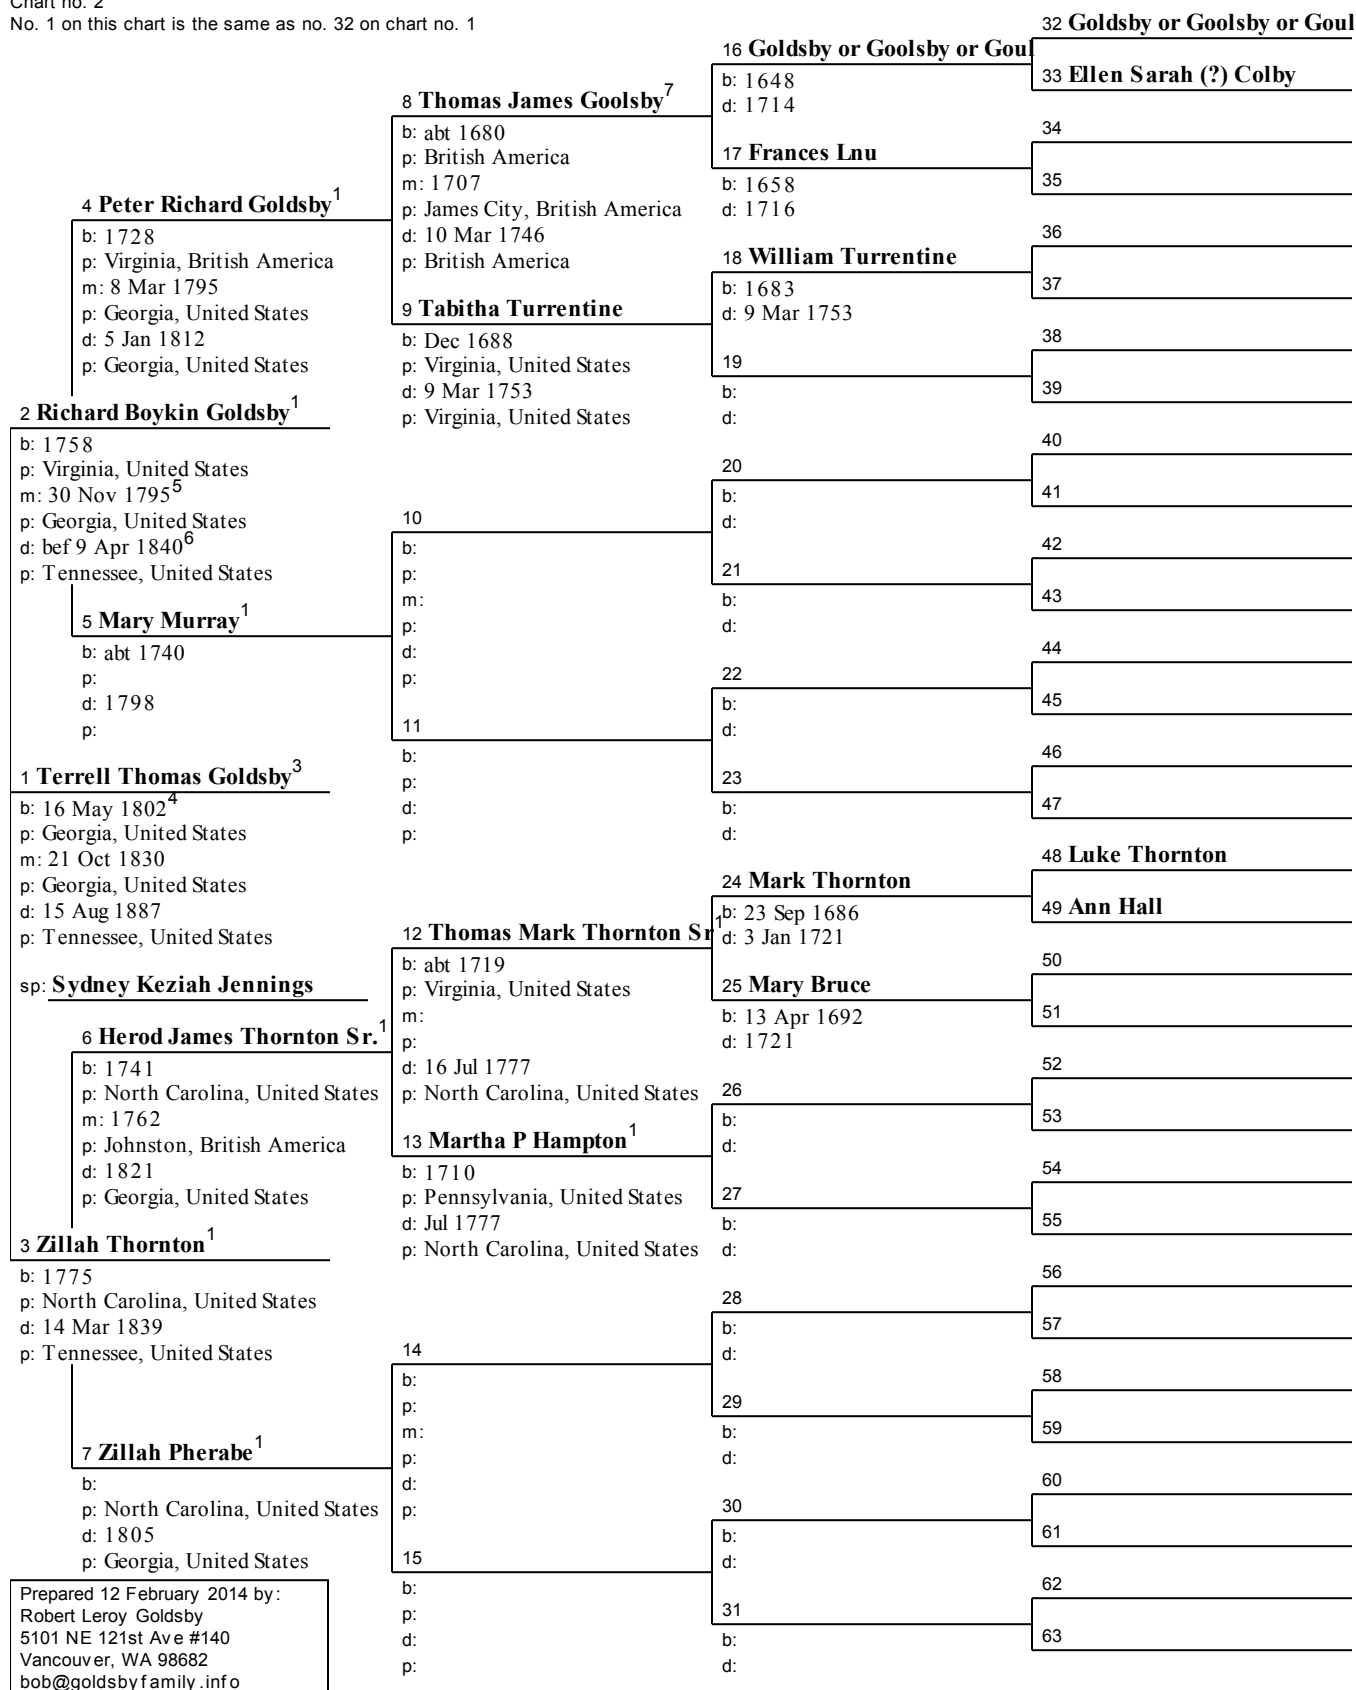 Chart no. 2
No. 1 on this chart is the same as no. 32 on chart no. 1
4 Peter Richard Goldsby1
b: 1728
p: Virginia, British America
m: 8 Mar 1795
p: Georgia, United States
d: 5 Jan 1812
p: Georgia, United States
2 Richard Boykin Goldsby1
b: 1758
p: Virginia, United States
m: 30 Nov 17955
p: Georgia, United States
d: bef 9 Apr 18406
p: Tennessee, United States
5 Mary Murray1
b: abt 1740
p:
d: 1798
p:
1 Terrell Thomas Goldsby3
b: 16 May 18024
p: Georgia, United States
m: 21 Oct 1830
p: Georgia, United States
d: 15 Aug 1887
p: Tennessee, United States
sp: Sydney Keziah Jennings
6 Herod James Thornton Sr.1
b: 1741
p: North Carolina, United States
m: 1762
p: Johnston, British America
d: 1821
p: Georgia, United States
3 Zillah Thornton1
b: 1775
p: North Carolina, United States
d: 14 Mar 1839
p: Tennessee, United States
7 Zillah Pherabe1
b:
p: North Carolina, United States
d: 1805
p: Georgia, United States
Prepared 12 February 2014 by:
Robert Leroy Goldsby
5101 NE 121st Ave #140
Vancouver, WA 98682
bob@goldsbyfamily.info
8 Thomas James Goolsby7
b: abt 1680
p: British America
m: 1707
p: James City, British America
d: 10 Mar 1746
p: British America
9 Tabitha Turrentine
b: Dec 1688
p: Virginia, United States
d: 9 Mar 1753
p: Virginia, United States
10
b:
p:
m:
p:
d:
p:
11
b:
p:
d:
p:
12 Thomas Mark Thornton Sr1
b: abt 1719
p: Virginia, United States
m:
p:
d: 16 Jul 1777
p: North Carolina, United States
13 Martha P Hampton1
b: 1710
p: Pennsylvania, United States
d: Jul 1777
p: North Carolina, United States
14
b:
p:
m:
p:
d:
p:
15
b:
p:
d:
p:
16 Goldsby or Goolsby or Goul
b: 1648
d: 1714
17 Frances Lnu
b: 1658
d: 1716
18 William Turrentine
b: 1683
d: 9 Mar 1753
19
b:
d:
20
b:
d:
21
b:
d:
22
b:
d:
23
b:
d:
24 Mark Thornton
b: 23 Sep 1686
d: 3 Jan 1721
25 Mary Bruce
b: 13 Apr 1692
d: 1721
26
b:
d:
27
b:
d:
28
b:
d:
29
b:
d:
30
b:
d:
31
b:
d:
32 Goldsby or Goolsby or Goul
33 Ellen Sarah (?) Colby
34
35
36
37
38
39
40
41
42
43
44
45
46
47
48 Luke Thornton
49 Ann Hall
50
51
52
53
54
55
56
57
58
59
60
61
62
63